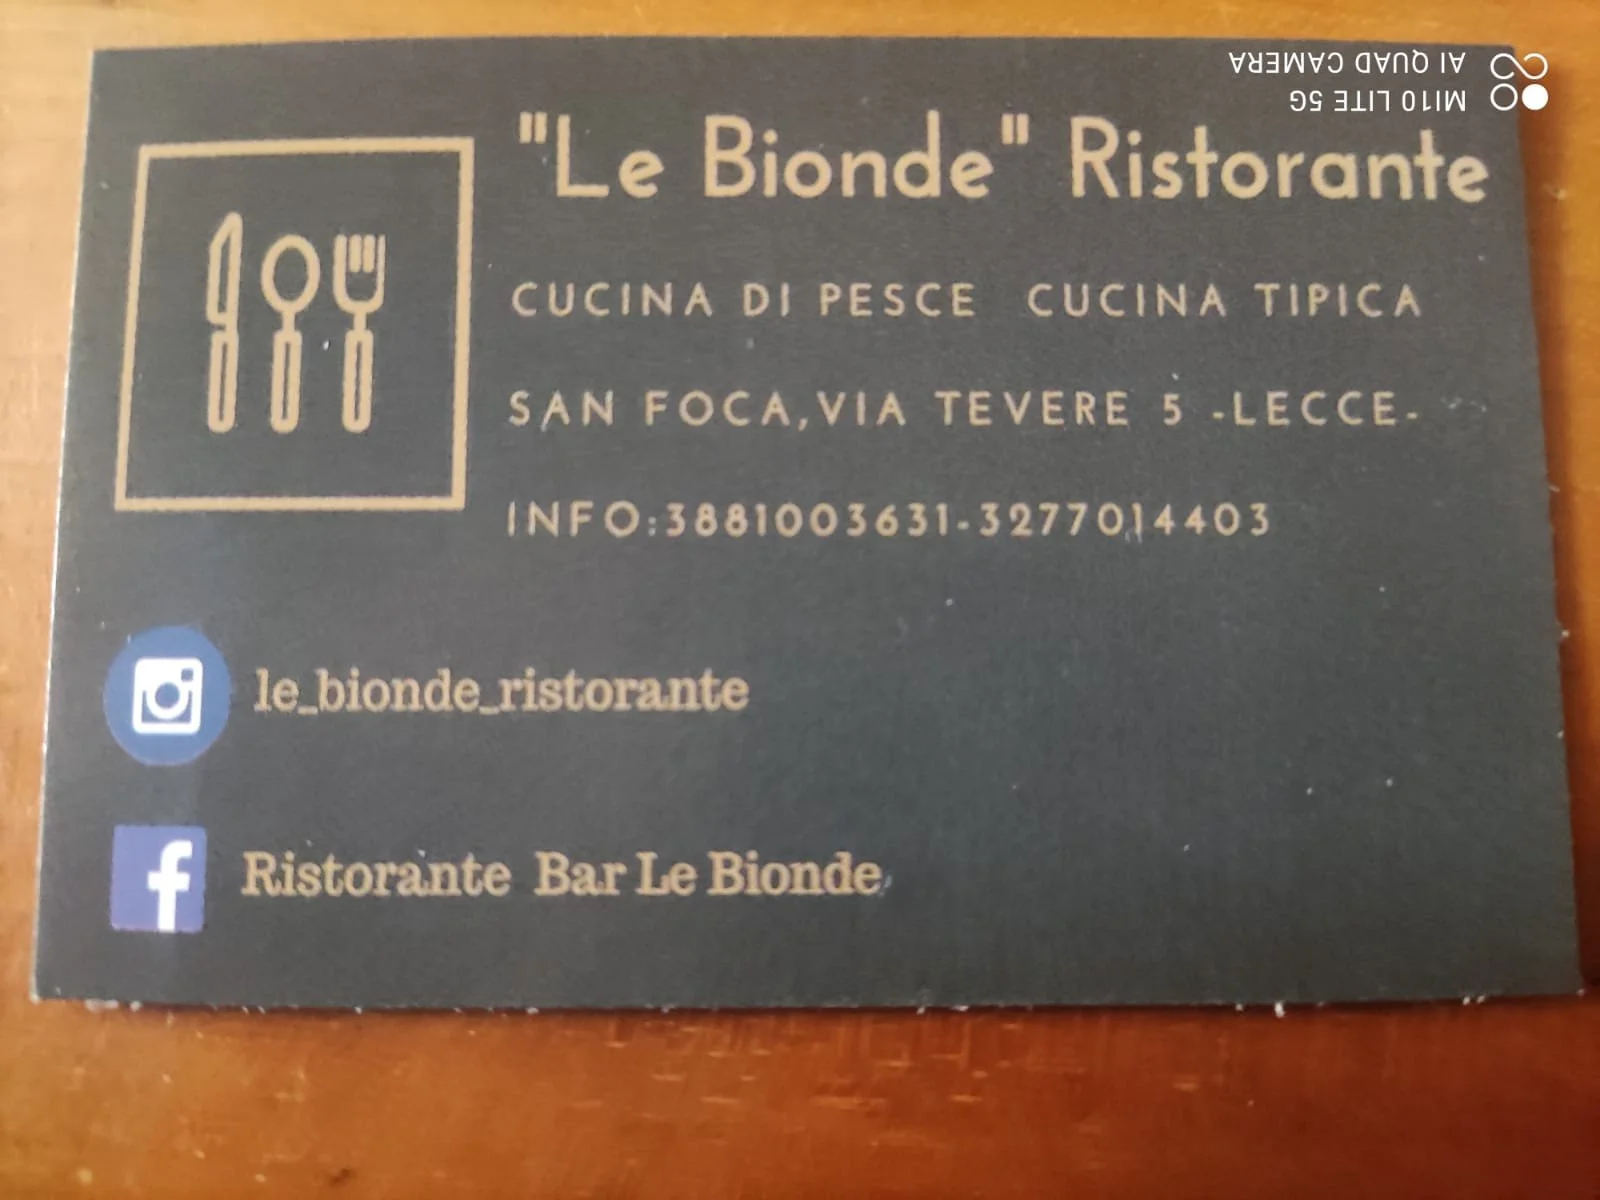 "Le Bionde" Ristorante
CUCINA DI PESCE CUCINA TIPICA
SAN FOCA,VIA TEVERE 5 -LECCE-
INFO:3881003631-3277014403
le_bionde_ristorante
f Ristorante Bar Le Bionde
MI10 LITE 5G
AI QUAD CAMERA